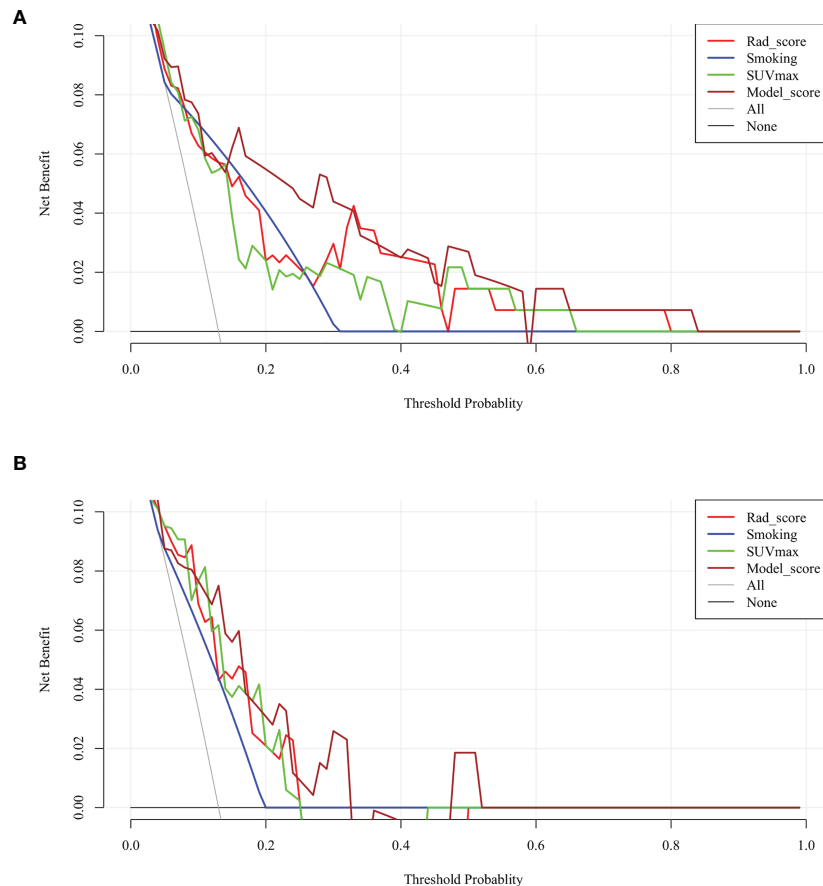 A
Net Benefit
0.10
0.08
0.06
0.04
0.02
0.00
Rad_score
Smoking
SUVmax
Model_score
All
None
0.0 0.2 0.4 0.6 0.8 1.0
Threshold Probablity
B
Net Benefit
0.10
0.08
0.06
0.04
0.02
0.00
Rad_score
Smoking
SUVmax
Model_score
All
None
0.0 0.2 0.4 0.6 0.8 1.0
Threshold Probablity